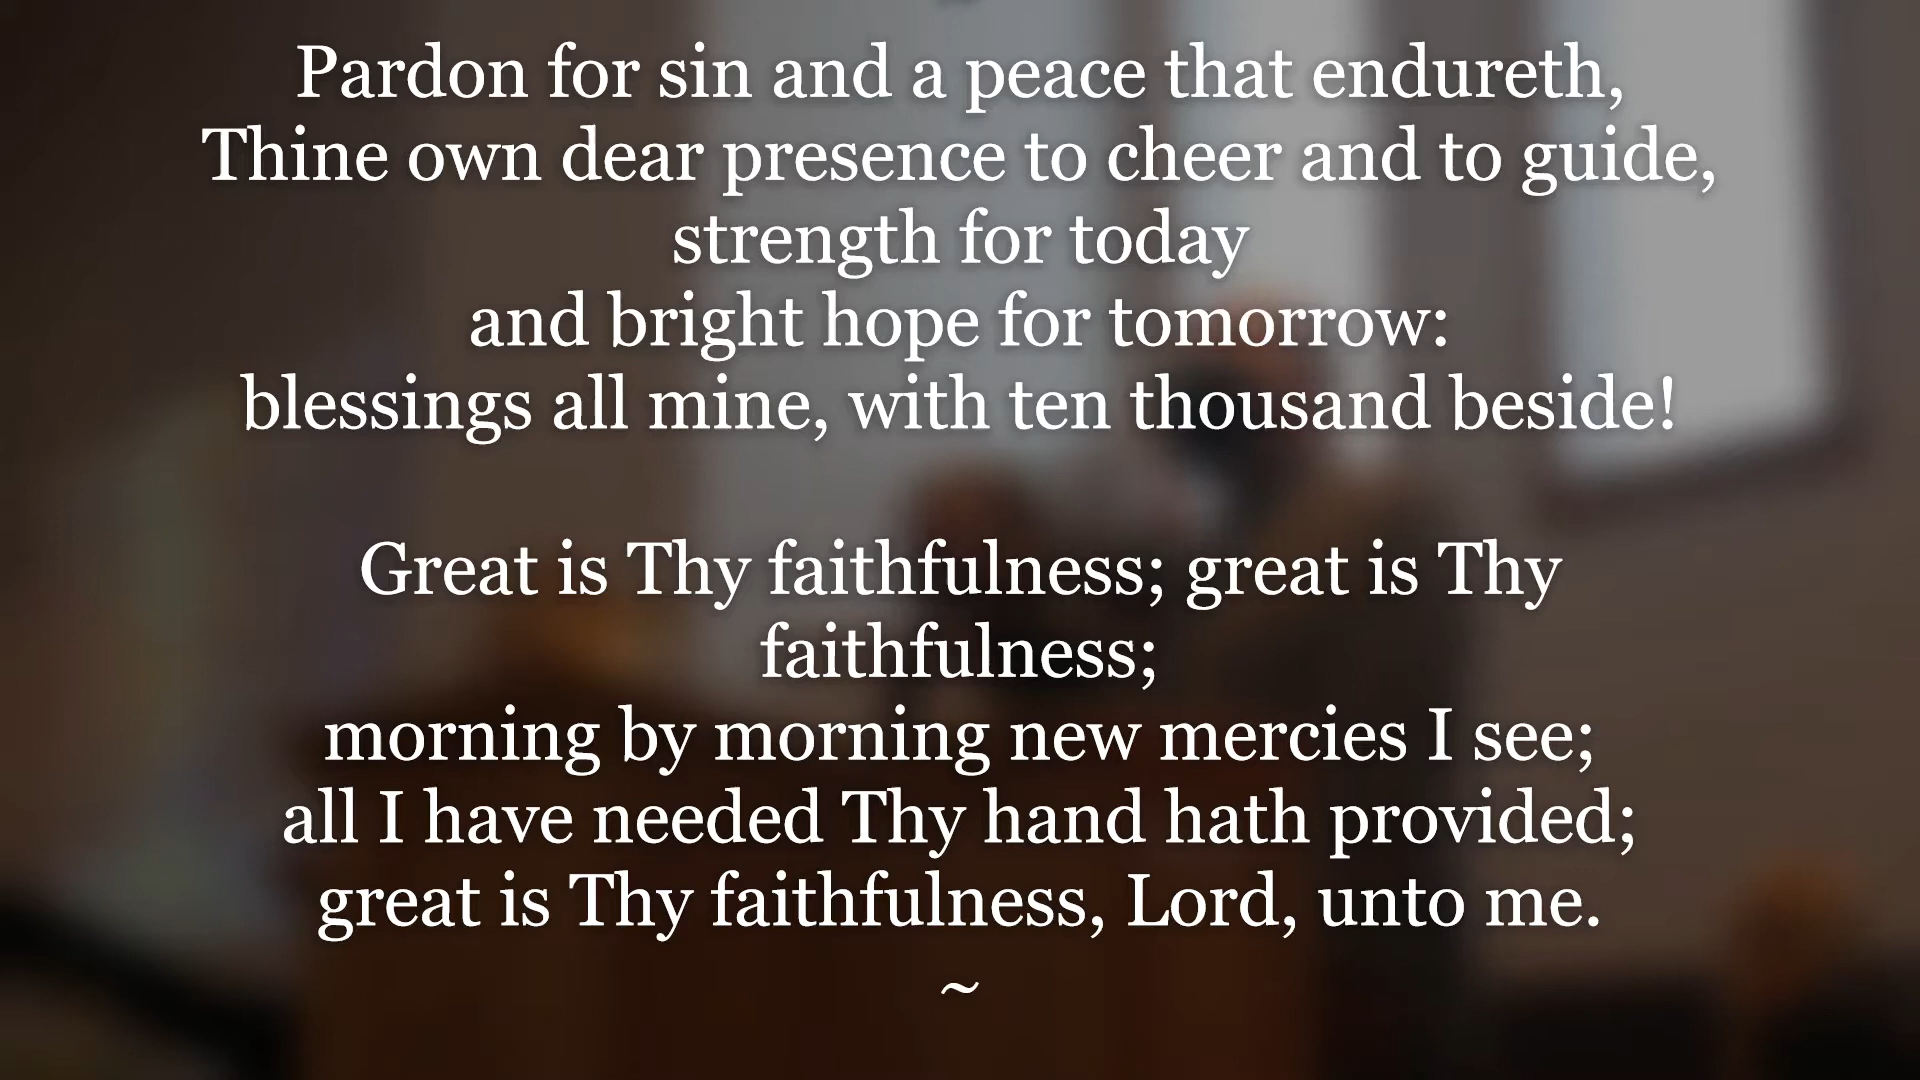 Pardon for sin and a peace that endureth,
Thine own dear presence to cheer and to guide,
strength for today
and bright hope for tomorrow:
blessings all mine, with ten thousand beside!
Great is Thy faithfulness; great is Thy
faithfulness;
morning by morning new mercies I see;
all I have needed Thy hand hath provided;
great is Thy faithfulness, Lord, unto me.
~